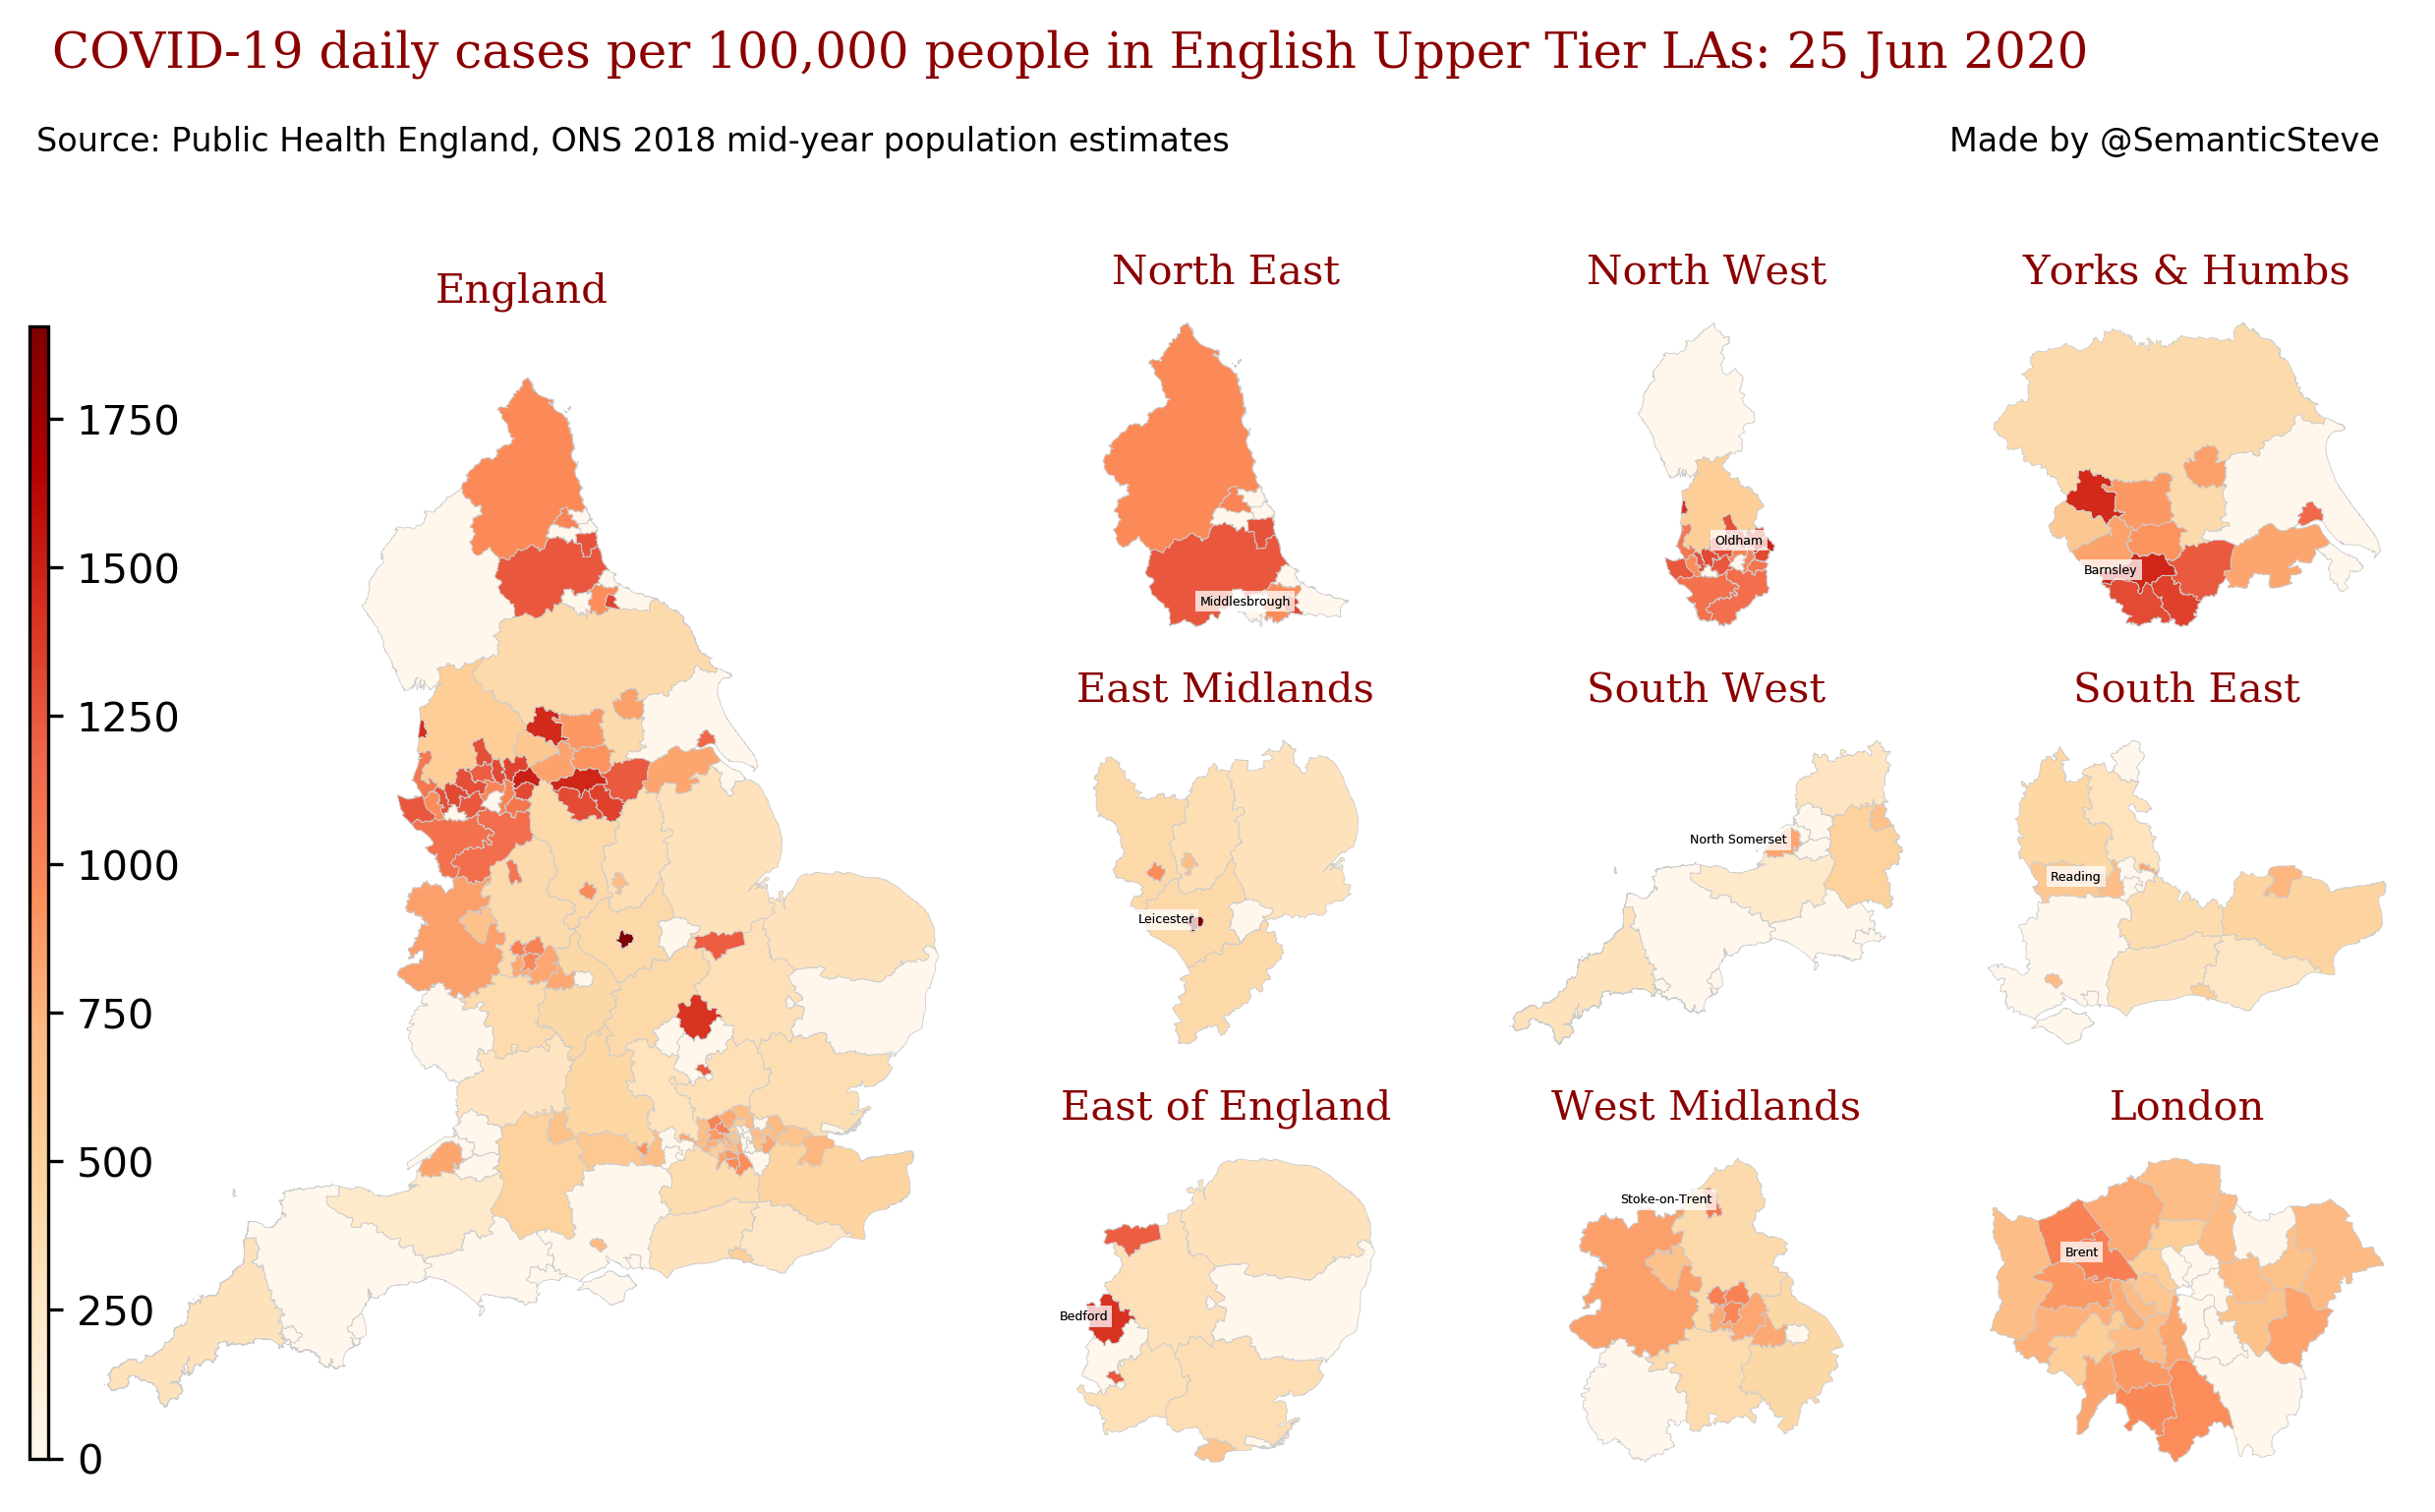 COVID-19 daily cases per 100,000 people in English Upper Tier LAs: 25 Jun 2020
Source: Public Health England, ONS 2018 mid-year population estimates
Made by @SemanticSteve
England
1750
1500
1250
1000
750
500
250
0
North East
Middlesbrough
North West
Oldham
Yorks & Humbs
Barnsley
East Midlands
Leicester
South West
North Somerset
South East
Reading
East of England
Bedford
West Midlands
Stoke-on-Trent
London
Brent